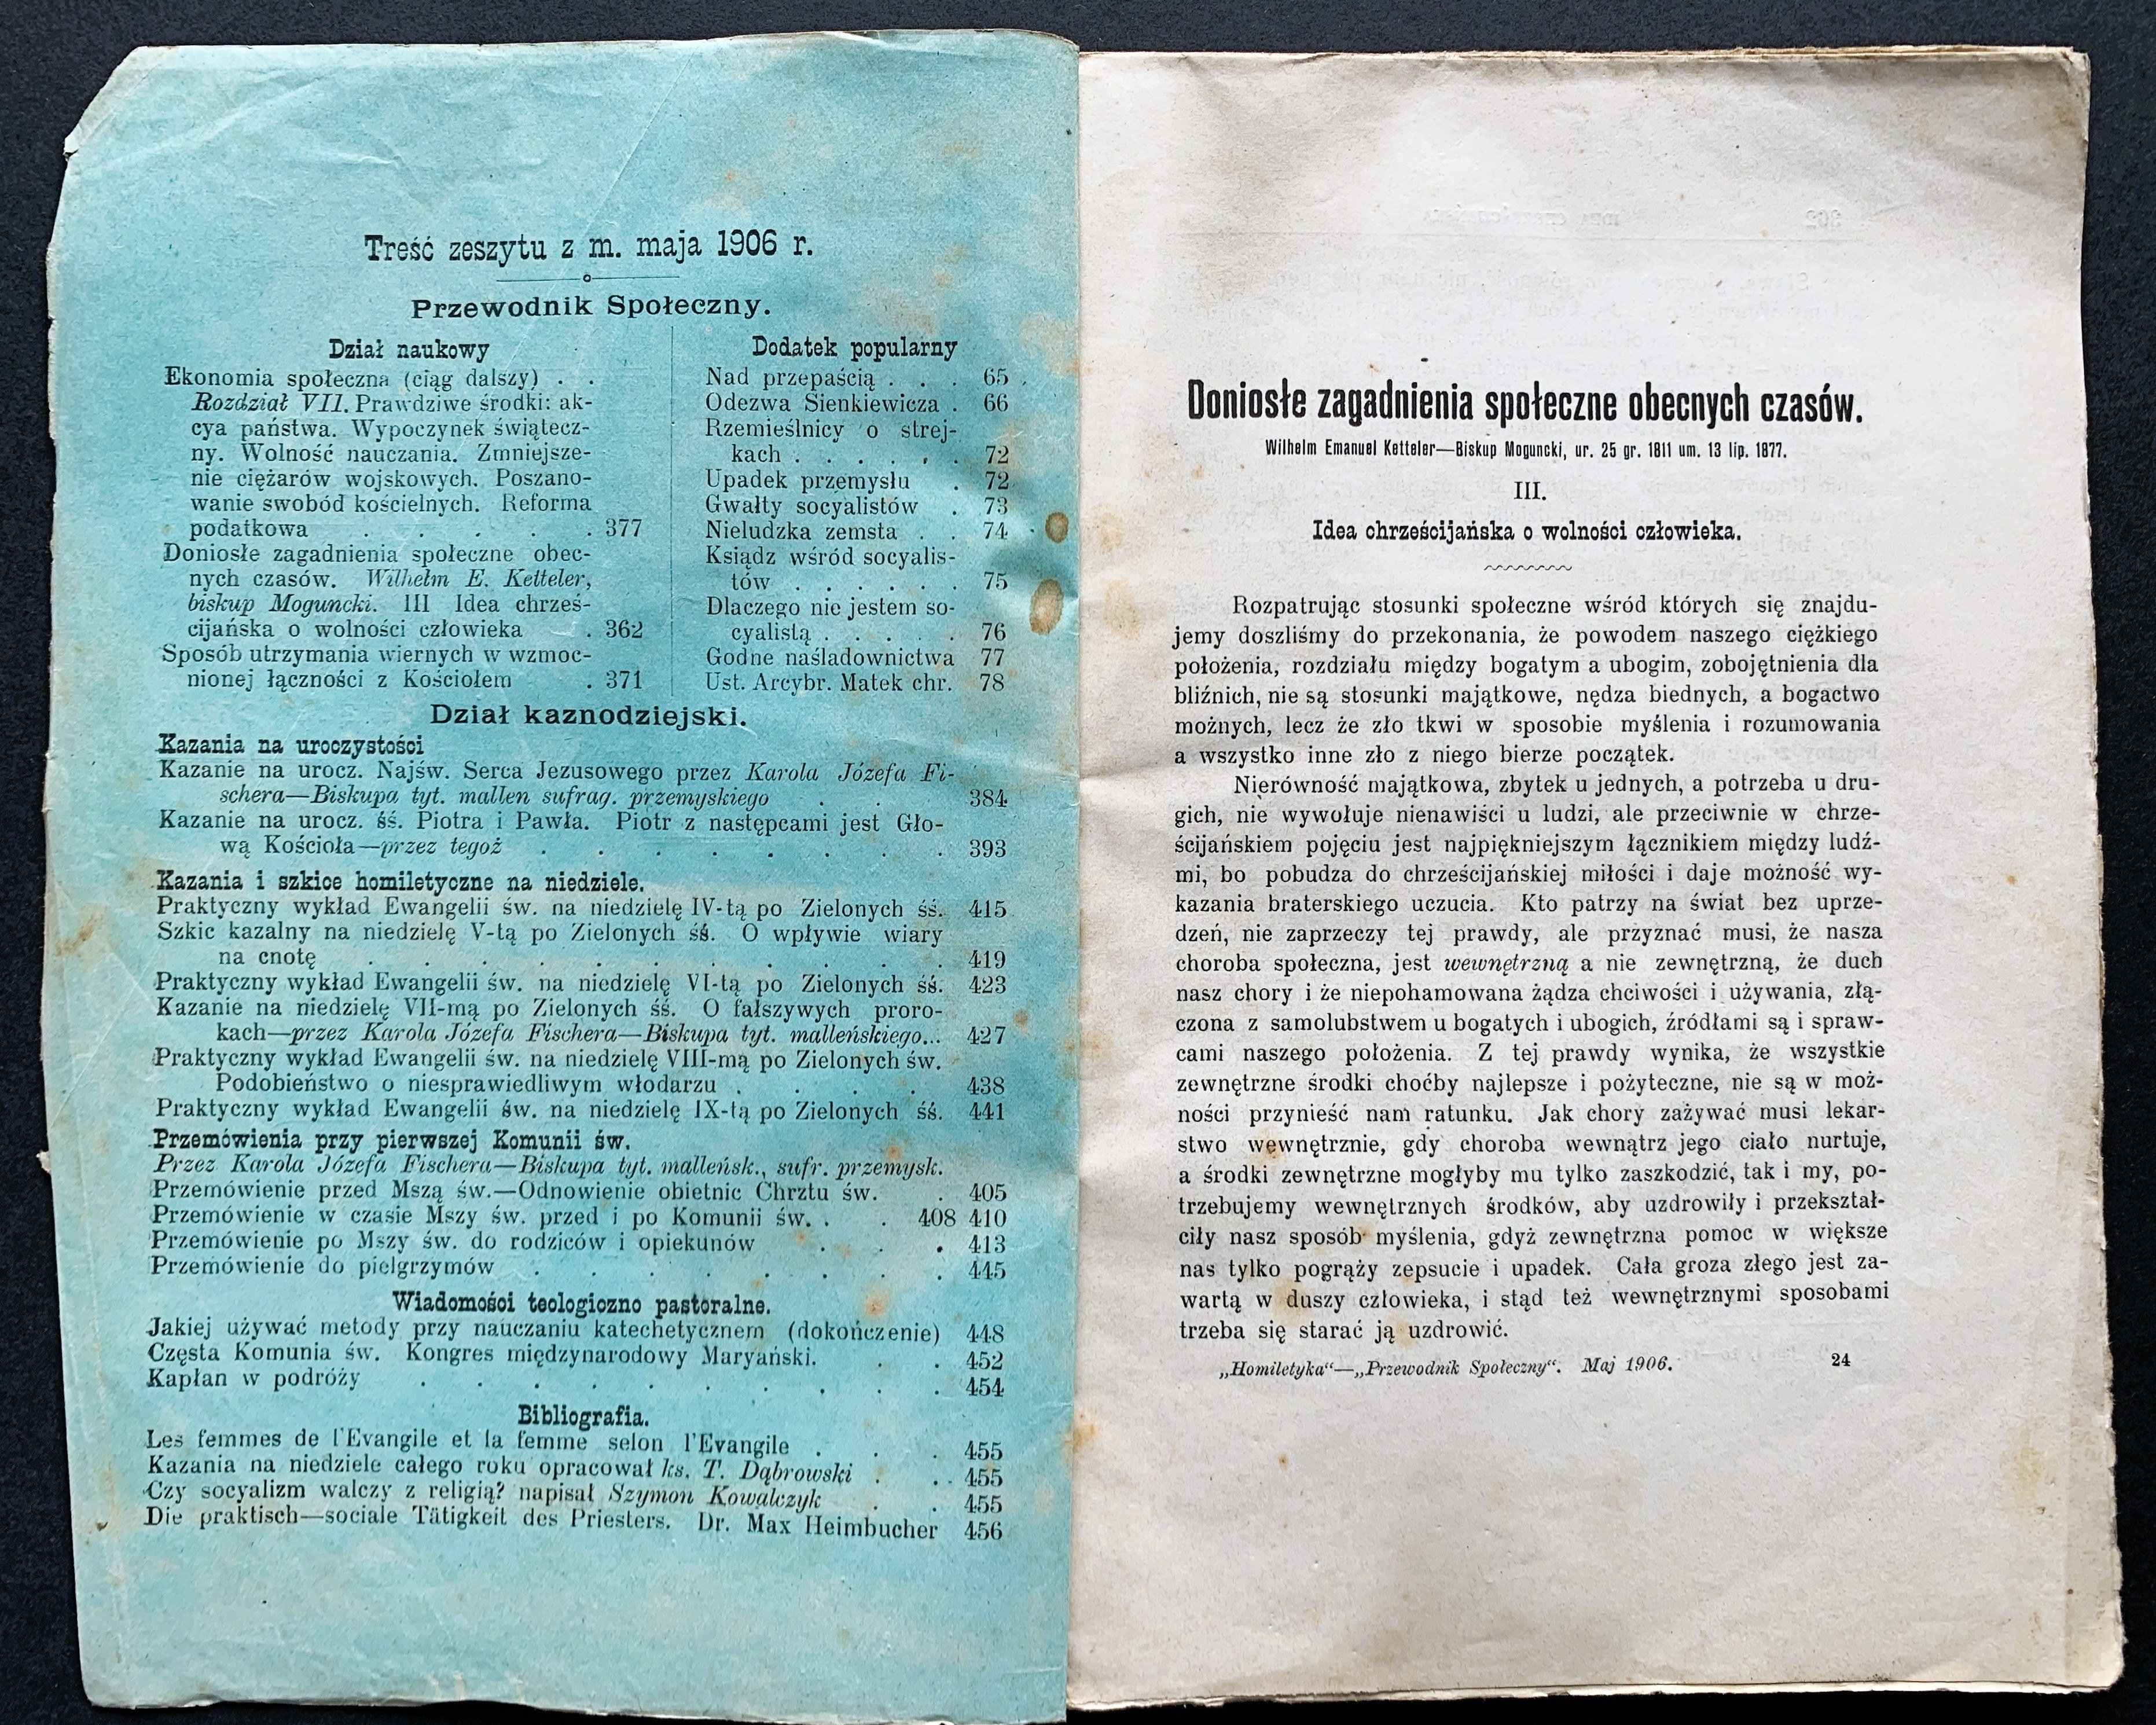 Treść zeszytu z m. maja 1906 r.
Przewodnik Społeczny.
Dział naukowy
Ekonomia społeczna (ciąg dalszy) . .
Rozdział VII. Prawdziwe środki: ak-
cya państwa. Wypoczynek świątecz-
ny. Wolność nauczania. Zmniejsze-
nie ciężarów wojskowych. Poszano-
wanie swobód kościelnych. Reforma
podatkowa . . . . . 377
Doniosłe zagadnienia społeczne obec-
nych czasów. Wilhelm E. Ketteler,
biskup Moguncki. III Idea chrześ-
cijańska o wolności człowieka . 362
Sposób utrzymania wiernych w wzmoc-
nionej łączności z Kościołem . 371
Dodatek popularny
Nad przepaścią . . . 65
Odezwa Sienkiewicza . 66
Rzemieślnicy o strej-
kach . . . . . . 72
Upadek przemysłu . 72
Gwałty socyalistów . 73
Nieludzka zemsta . . 74
Ksiądz wśród socyalis-
tów . . . . . . 75
Dlaczego nie jestem so-
cyalistą . . . . . 76
Godne naśladownictwa 77
Ust. Arcybr. Matek chr. 78
Dział kaznodziejski.
Kazania na uroczystości
Kazanie na urocz. Najśw. Serca Jezusowego przez Karola Józefa Fi-
schera—Biskupa tyt. mallen sufrag. przemyskiego . . . 384
Kazanie na urocz. śś. Piotra i Pawła. Piotr z następcami jest Gło-
wą Kościoła—przez tegoż . . . . . . . . 393
Kazania i szkice homiletyczne na niedziele.
Praktyczny wykład Ewangelii św. na niedzielę IV-tą po Zielonych śś. 415
Szkic kazalny na niedzielę V-tą po Zielonych śś. O wpływie wiary
na cnotę . . . . . . . . . . . 419
Praktyczny wykład Ewangelii św. na niedzielę VI-tą po Zielonych śś. 423
Kazanie na niedzielę VII-mą po Zielonych śś. O fałszywych proro-
kach—przez Karola Józefa Fischera—Biskupa tyt. malleńskiego... 427
Praktyczny wykład Ewangelii św. na niedzielę VIII-mą po Zielonych św.
Podobieństwo o niesprawiedliwym włodarzu . . . . 438
Praktyczny wykład Ewangelii św. na niedzielę IX-tą po Zielonych śś. 441
Przemówienia przy pierwszej Komunii św.
Przez Karola Józefa Fischera—Biskupa tyt. malleńsk., sufr. przemysk.
Przemówienie przed Mszą św.—Odnowienie obietnic Chrztu św. . 405
Przemówienie w czasie Mszy św. przed i po Komunii św. . . 408 410
Przemówienie po Mszy św. do rodziców i opiekunów . . . 413
Przemówienie do pielgrzymów . . . . . . . . 445
Wiadomości teologiczno pastoralne.
Jakiej używać metody przy nauczaniu katechetycznem (dokończenie) 448
Częsta Komunia św. Kongres międzynarodowy Maryański. . . 452
Kapłan w podróży . . . . . . . . . . 454
Bibliografia.
Les femmes de l'Evangile et la femme selon l'Evangile . . . 455
Kazania na niedziele całego roku opracował ks. T. Dąbrowski . . . 455
Czy socyalizm walczy z religią? napisał Szymon Kowalczyk . . 455
Die praktisch—sociale Tätigkeit des Priesters. Dr. Max Heimbucher 456
Doniosłe zagadnienia społeczne obecnych czasów.
Wilhelm Emanuel Ketteler—Biskup Moguncki, ur. 25 gr. 1811 um. 13 lip. 1877.
III.
Idea chrześcijańska o wolności człowieka.
Rozpatrując stosunki społeczne wśród których się znajdu-
jemy doszliśmy do przekonania, że powodem naszego ciężkiego
położenia, rozdziału między bogatym a ubogim, zobojętnienia dla
bliźnich, nie są stosunki majątkowe, nędza biednych, a bogactwo
możnych, lecz że zło tkwi w sposobie myślenia i rozumowania
a wszystko inne zło z niego bierze początek.
Nierówność majątkowa, zbytek u jednych, a potrzeba u dru-
gich, nie wywołuje nienawiści u ludzi, ale przeciwnie w chrze-
ścijańskiem pojęciu jest najpiękniejszym łącznikiem między ludź-
mi, bo pobudza do chrześcijańskiej miłości i daje możność wy-
kazania braterskiego uczucia. Kto patrzy na świat bez uprze-
dzeń, nie zaprzeczy tej prawdy, ale przyznać musi, że nasza
choroba społeczna, jest wewnętrzną a nie zewnętrzną, że duch
nasz chory i że niepohamowana żądza chciwości i używania, złą-
czona z samolubstwem u bogatych i ubogich, źródłami są i spraw-
cami naszego położenia. Z tej prawdy wynika, że wszystkie
zewnętrzne środki choćby najlepsze i pożyteczne, nie są w moż-
ności przynieść nam ratunku. Jak chory zażywać musi lekar-
stwo wewnętrznie, gdy choroba wewnątrz jego ciało nurtuje,
a środki zewnętrzne mogłyby mu tylko zaszkodzić, tak i my, po-
trzebujemy wewnętrznych środków, aby uzdrowiły i przekształ-
ciły nasz sposób myślenia, gdyż zewnętrzna pomoc w większe
nas tylko pogrąży zepsucie i upadek. Cała groza złego jest za-
wartą w duszy człowieka, i stąd też wewnętrznymi sposobami
trzeba się starać ją uzdrowić.
„Homiletyka“—„Przewodnik Społeczny“. Maj 1906. 24